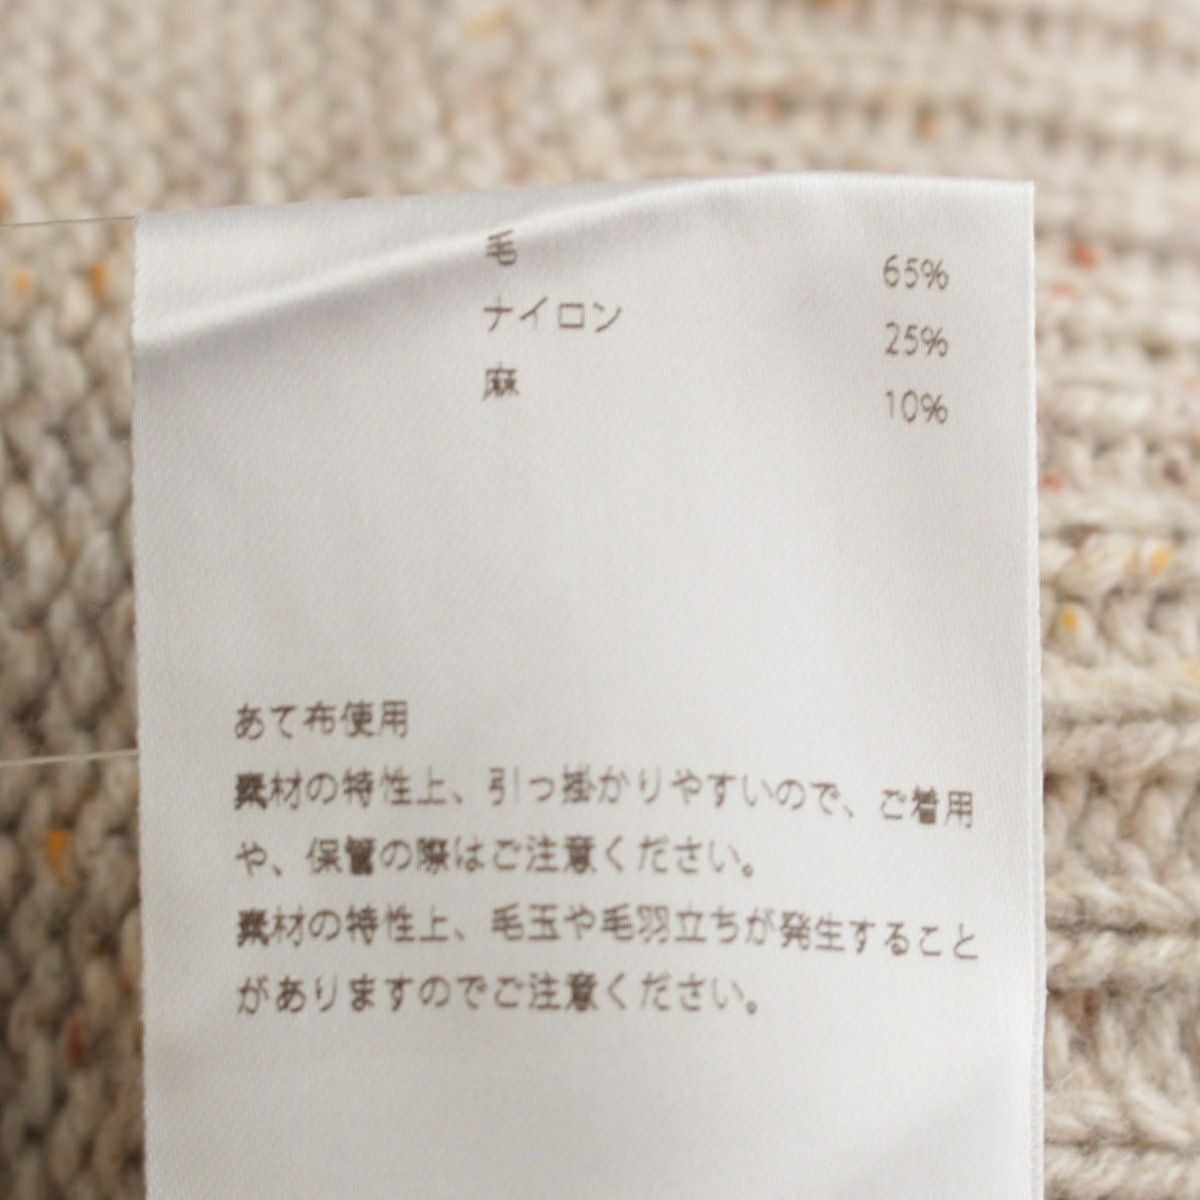 毛 65%
ナイロン 25%
麻 10%
あて布使用
素材の特性上、引っ掛かりやすいので、ご着用
や、保管の際はご注意ください。
素材の特性上、毛玉や毛羽立ちが発生すること
がありますのでご注意ください。